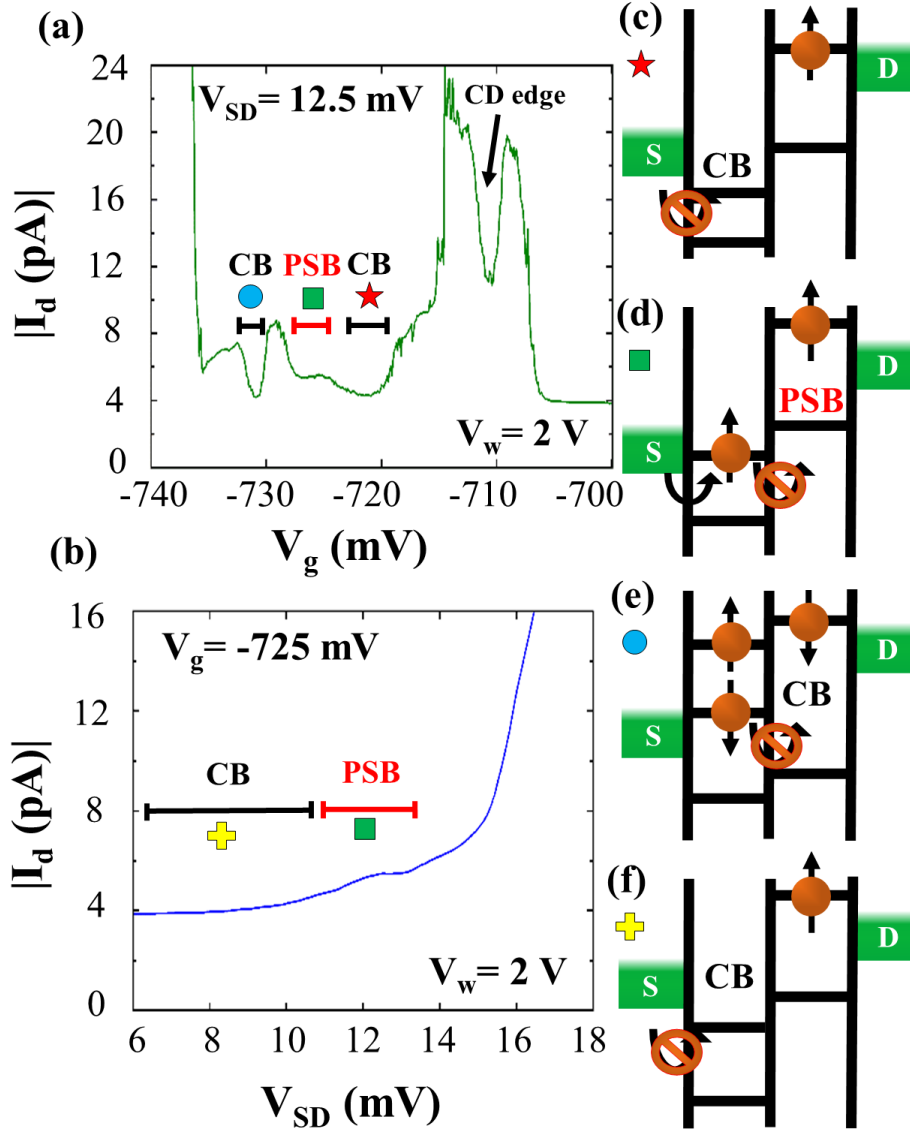 (a)
24
20
16
12
8
4
0
|I_d (pA)|
V_SD= 12.5 mV
CD edge
CB
PSB
CB
V_w= 2 V
-740
-730
-720
-710
-700
V_g (mV)
(b)
16
12
8
4
0
|I_d (pA)|
V_g= -725 mV
CB
PSB
V_w= 2 V
6
8
10
12
14
16
18
V_SD (mV)
(c)
D
S
CB
(d)
D
PSB
S
(e)
D
CB
S
(f)
D
CB
S